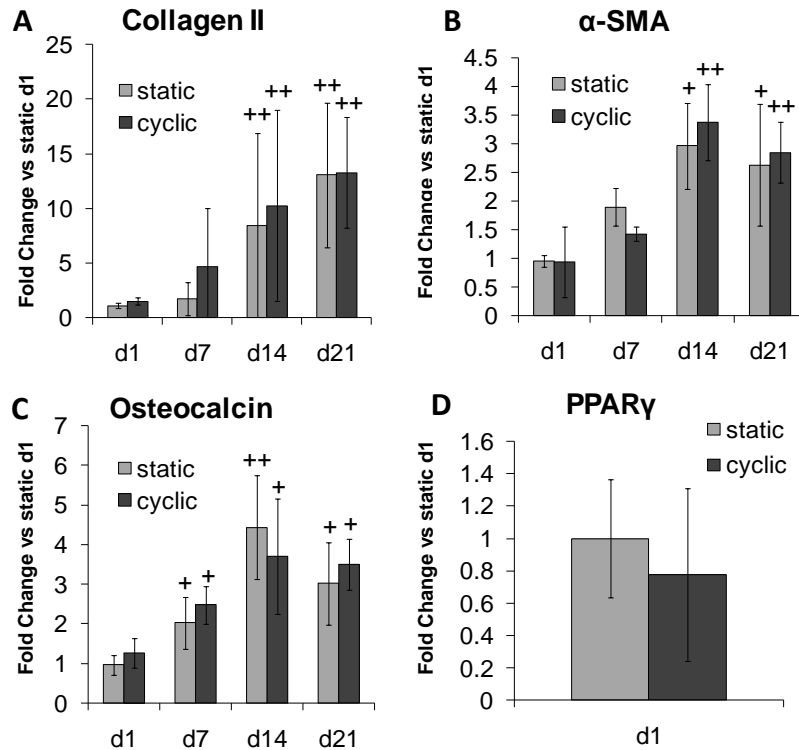 A
Collagen II
Fold Change vs static d1
25
20
15
10
5
0
static
cyclic
++
++
++
++
d1
d7
d14
d21
B
α-SMA
Fold Change vs static d1
4.5
4
3.5
3
2.5
2
1.5
1
0.5
0
static
cyclic
+
++
+
++
d1
d7
d14
d21
C
Osteocalcin
Fold Change vs static d1
7
6
5
4
3
2
1
0
static
cyclic
+
+
++
+
+
+
d1
d7
d14
d21
D
PPARγ
Fold Change vs static d1
1.6
1.4
1.2
1
0.8
0.6
0.4
0.2
0
static
cyclic
d1